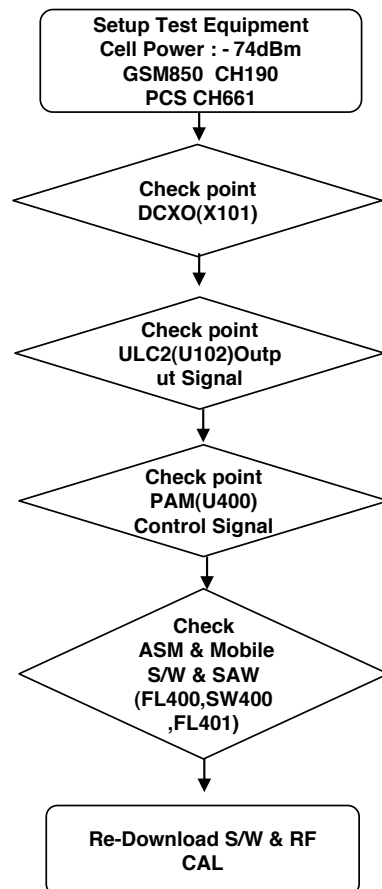 Setup Test Equipment
Cell Power : - 74dBm
GSM850  CH190
PCS CH661
Check point
DCXO(X101)
Check point
ULC2(U102)Outp
ut Signal
Check point
PAM(U400)
Control Signal
Check
ASM & Mobile
S/W & SAW
(FL400,SW400
,FL401)
Re-Download S/W & RF
CAL